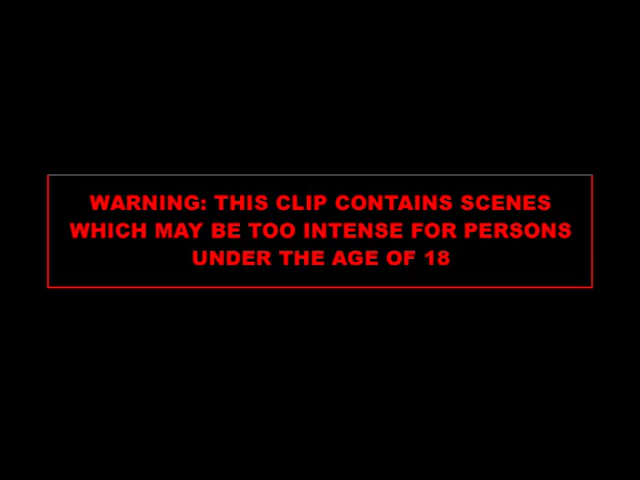 WARNING: THIS CLIP CONTAINS SCENES
WHICH MAY BE TOO INTENSE FOR PERSONS
UNDER THE AGE OF 18